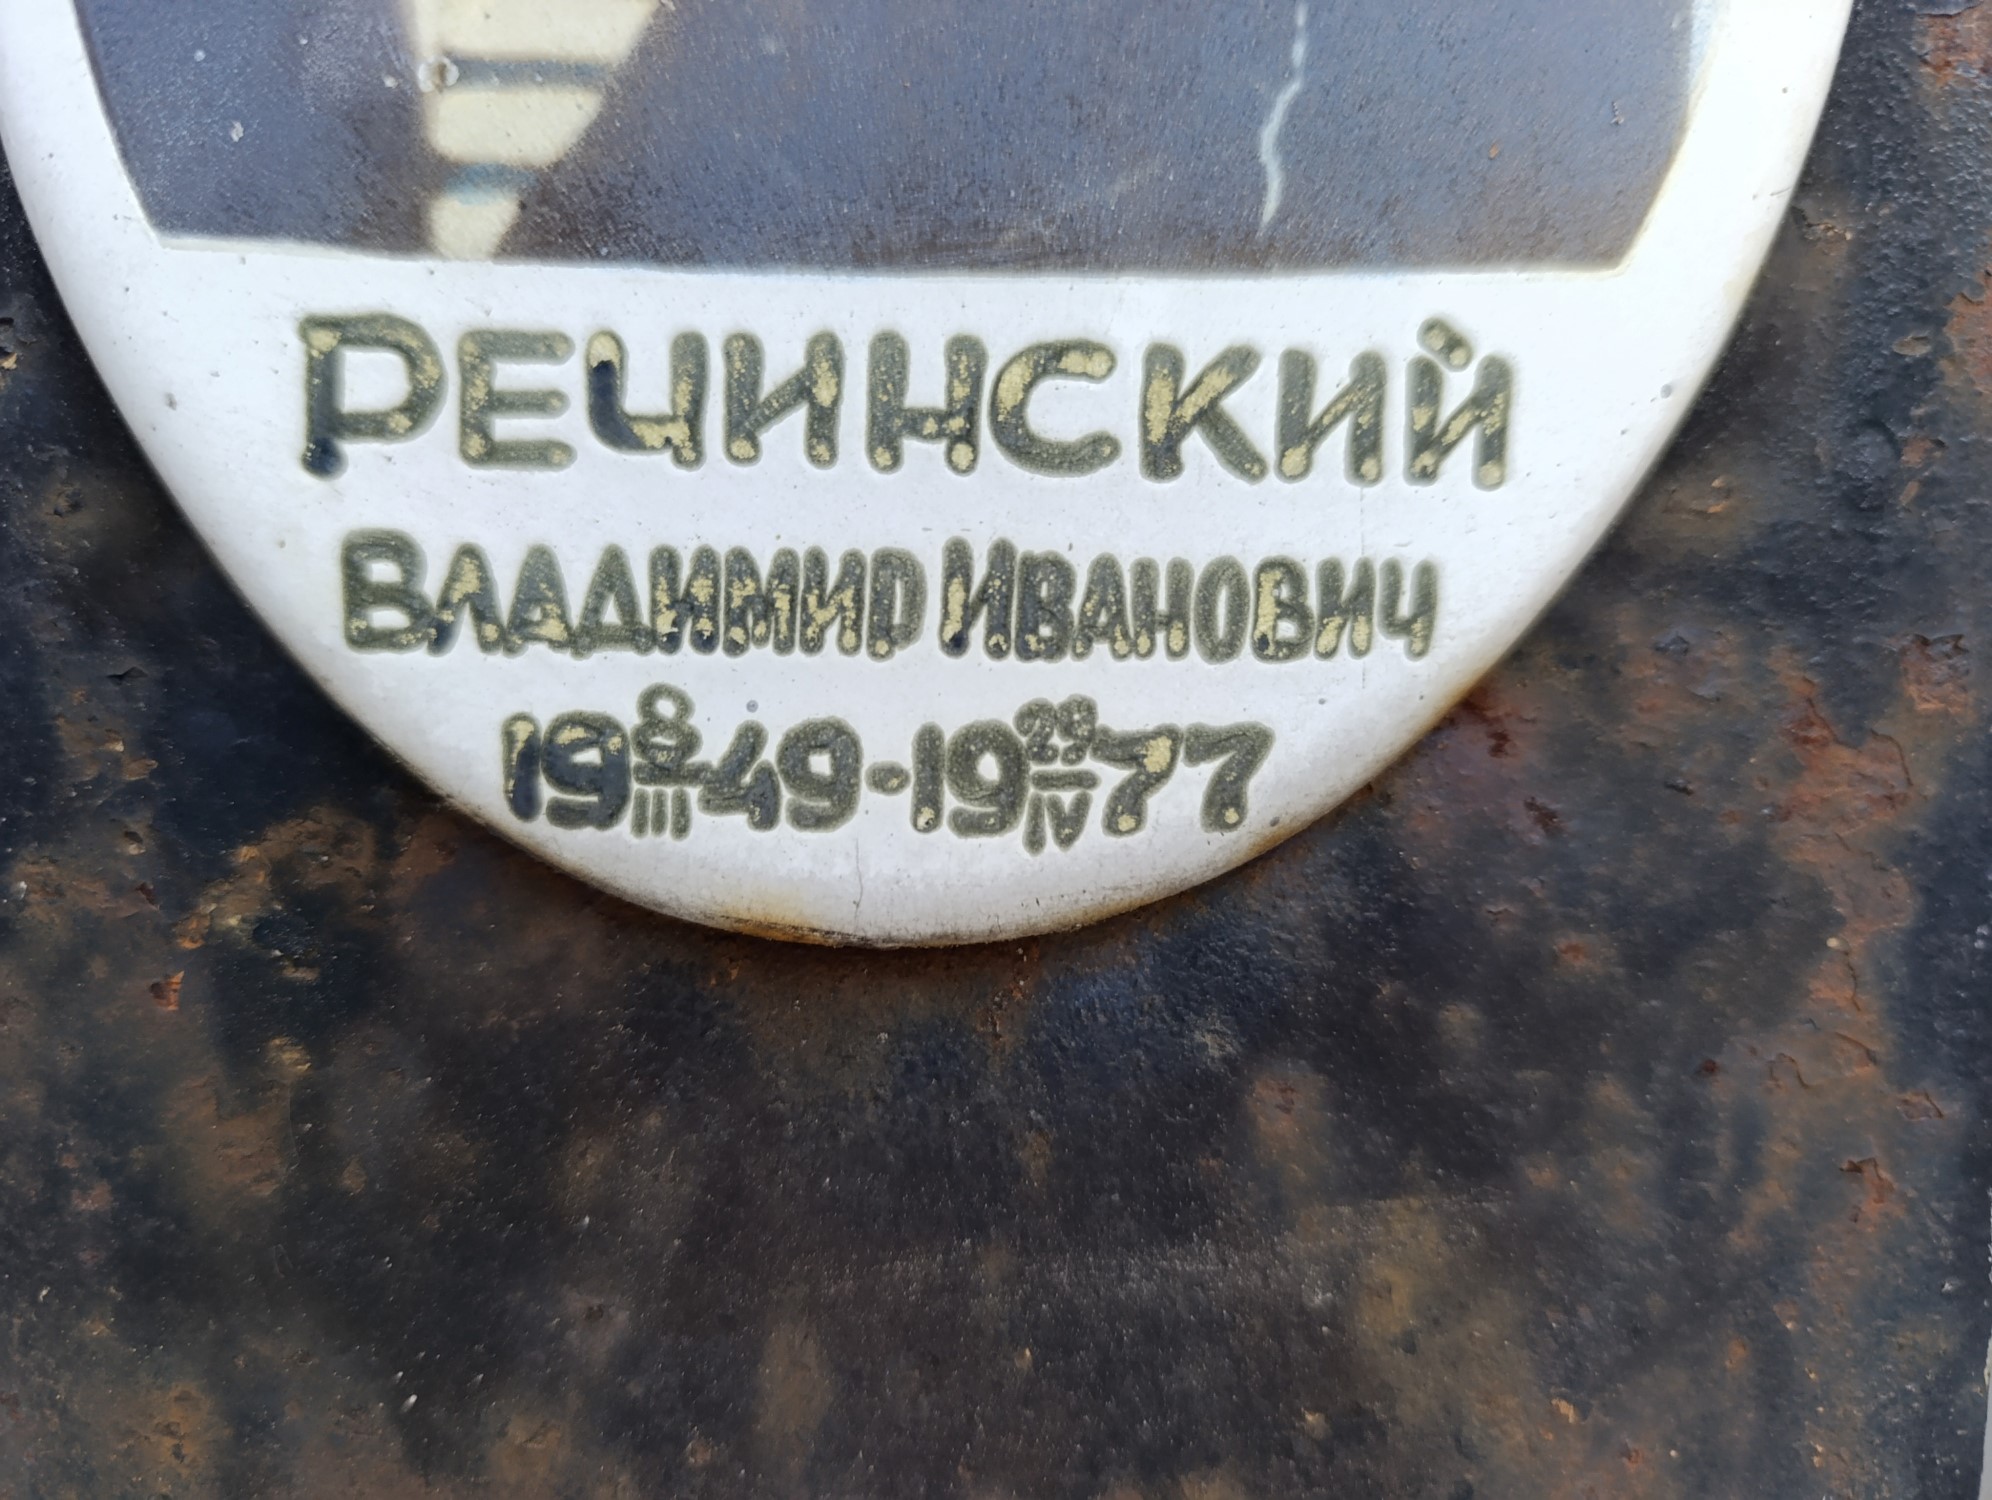 РЕЧИНСКИЙ
ВЛАДИМИР ИВАНОВИЧ
19 8/III 49 - 19 29/IV 77